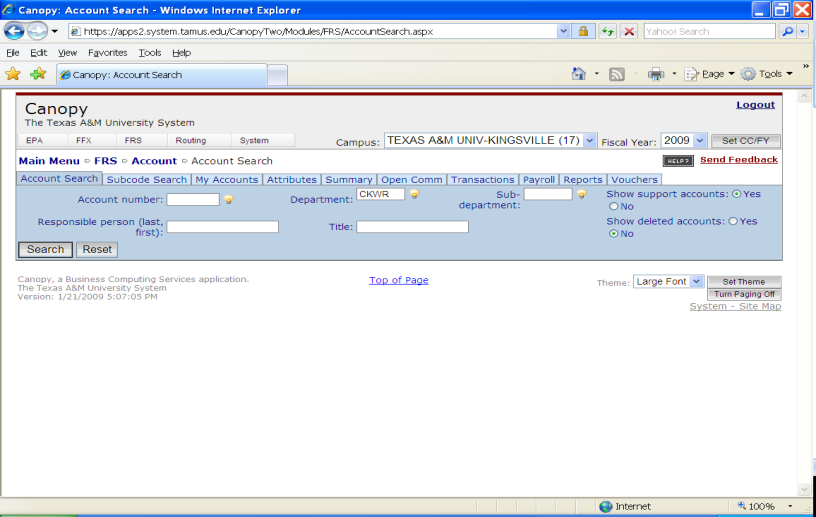 Canopy: Account Search - Windows Internet Explorer
https://apps2.system.tamus.edu/CanopyTwo/Modules/FRS/AccountSearch.aspx Yahoo! Search
File Edit View Favorites Tools Help
Canopy: Account Search Page Tools »
Canopy Logout
The Texas A&M University System
EPA FFX FRS Routing System Campus: TEXAS A&M UNIV-KINGSVILLE (17) Fiscal Year: 2009 Set CC/FY
Main Menu FRS Account Account Search HELP? Send Feedback
Account Search Subcode Search My Accounts Attributes Summary Open Comm Transactions Payroll Reports Vouchers
Account number: Department: CKWR Sub-department: Show support accounts: Yes No
Responsible person (last, first): Title: Show deleted accounts: Yes No
Search Reset
Canopy, a Business Computing Services application. Top of Page Theme: Large Font Set Theme
The Texas A&M University System Turn Paging Off
Version: 1/21/2009 5:07:05 PM
System - Site Map
Internet 100%